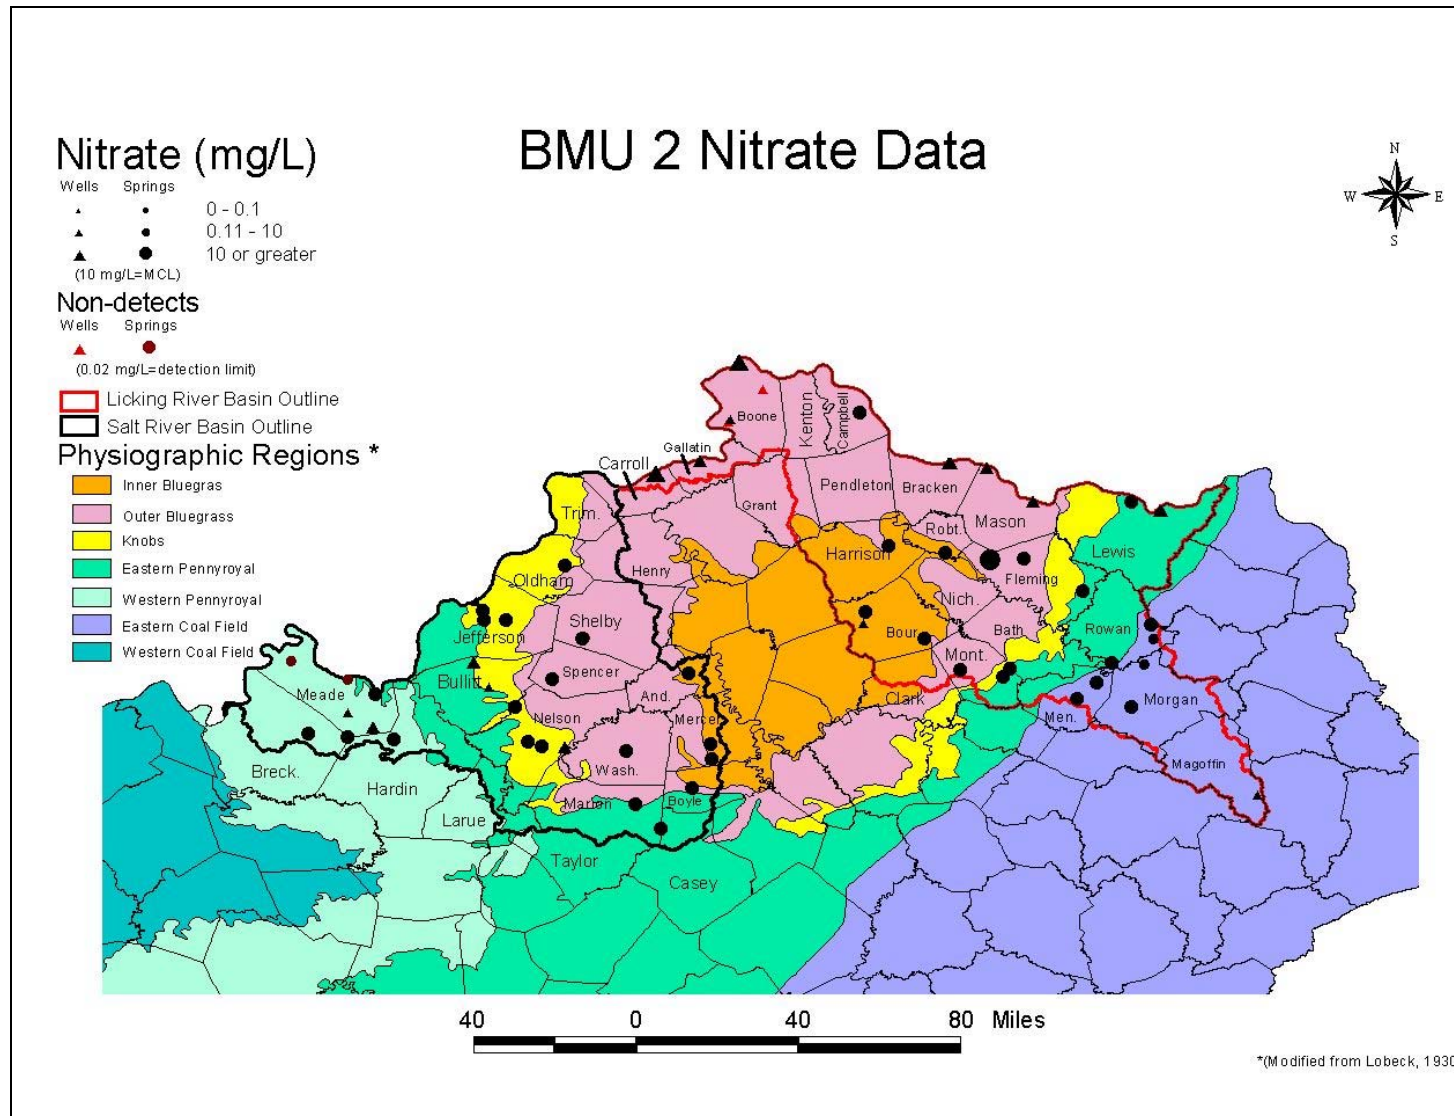 BMU 2 Nitrate Data
Nitrate (mg/L)
Wells Springs
0 - 0.1
0.11 - 10
10 or greater
(10 mg/L=MCL)
Non-detects
Wells Springs
(0.02 mg/L=detection limit)
Licking River Basin Outline
Salt River Basin Outline
Physiographic Regions *
Inner Bluegras
Outer Bluegrass
Knobs
Eastern Pennyroyal
Western Pennyroyal
Eastern Coal Field
Western Coal Field
N
W E
S
Boone
Kenton
Campbell
Gallatin
Carroll
Grant
Pendleton
Bracken
Trim.
Robt.
Mason
Harrison
Lewis
Oldham
Henry
Fleming
Nich.
Shelby
Jefferson
Bour.
Bath
Rowan
Spencer
Mont.
Bullitt
Meade
And.
Clark
Morgan
Nelson
Mercer
Men.
Wash.
Magoffin
Breck.
Hardin
Marion
Boyle
Larue
Taylor
Casey
40 0 40 80 Miles
*(Modified from Lobeck, 1930